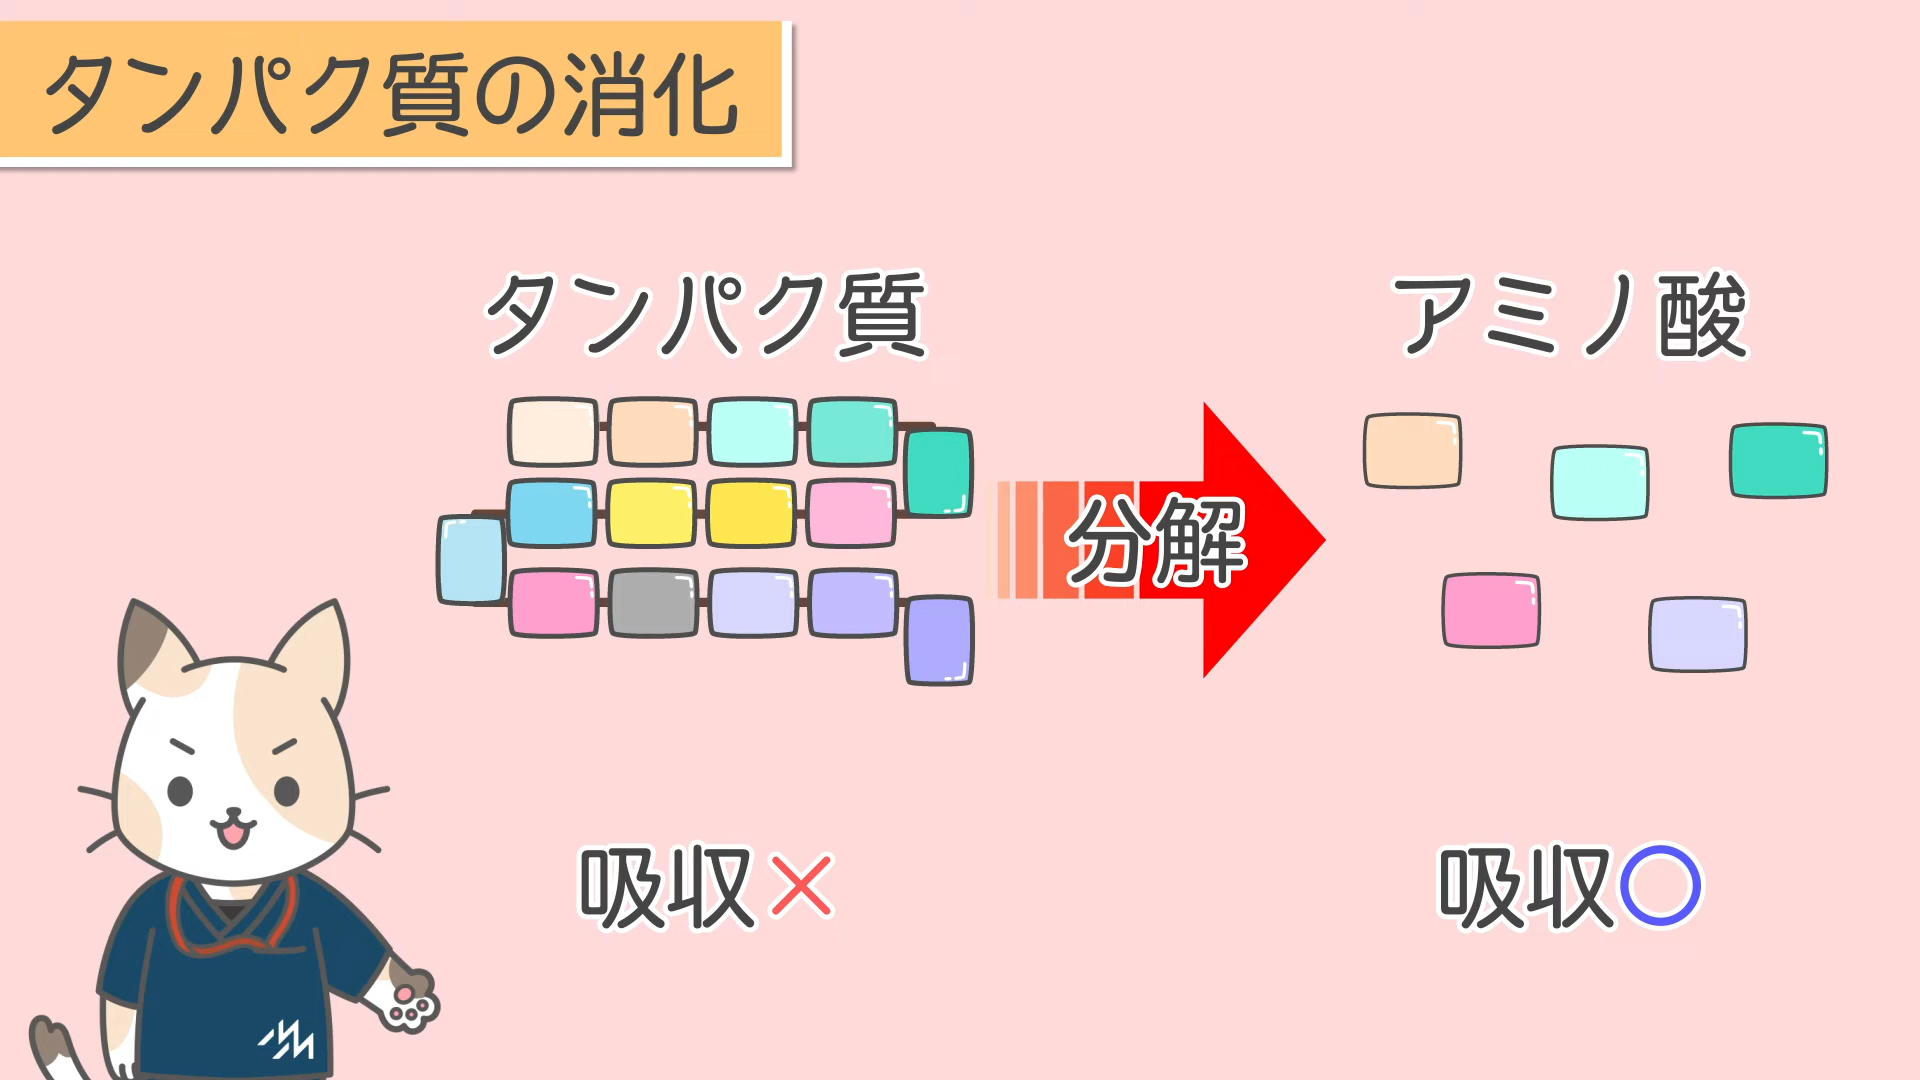 タンパク質の消化
タンパク質
アミノ酸
分解
吸収×
吸収○